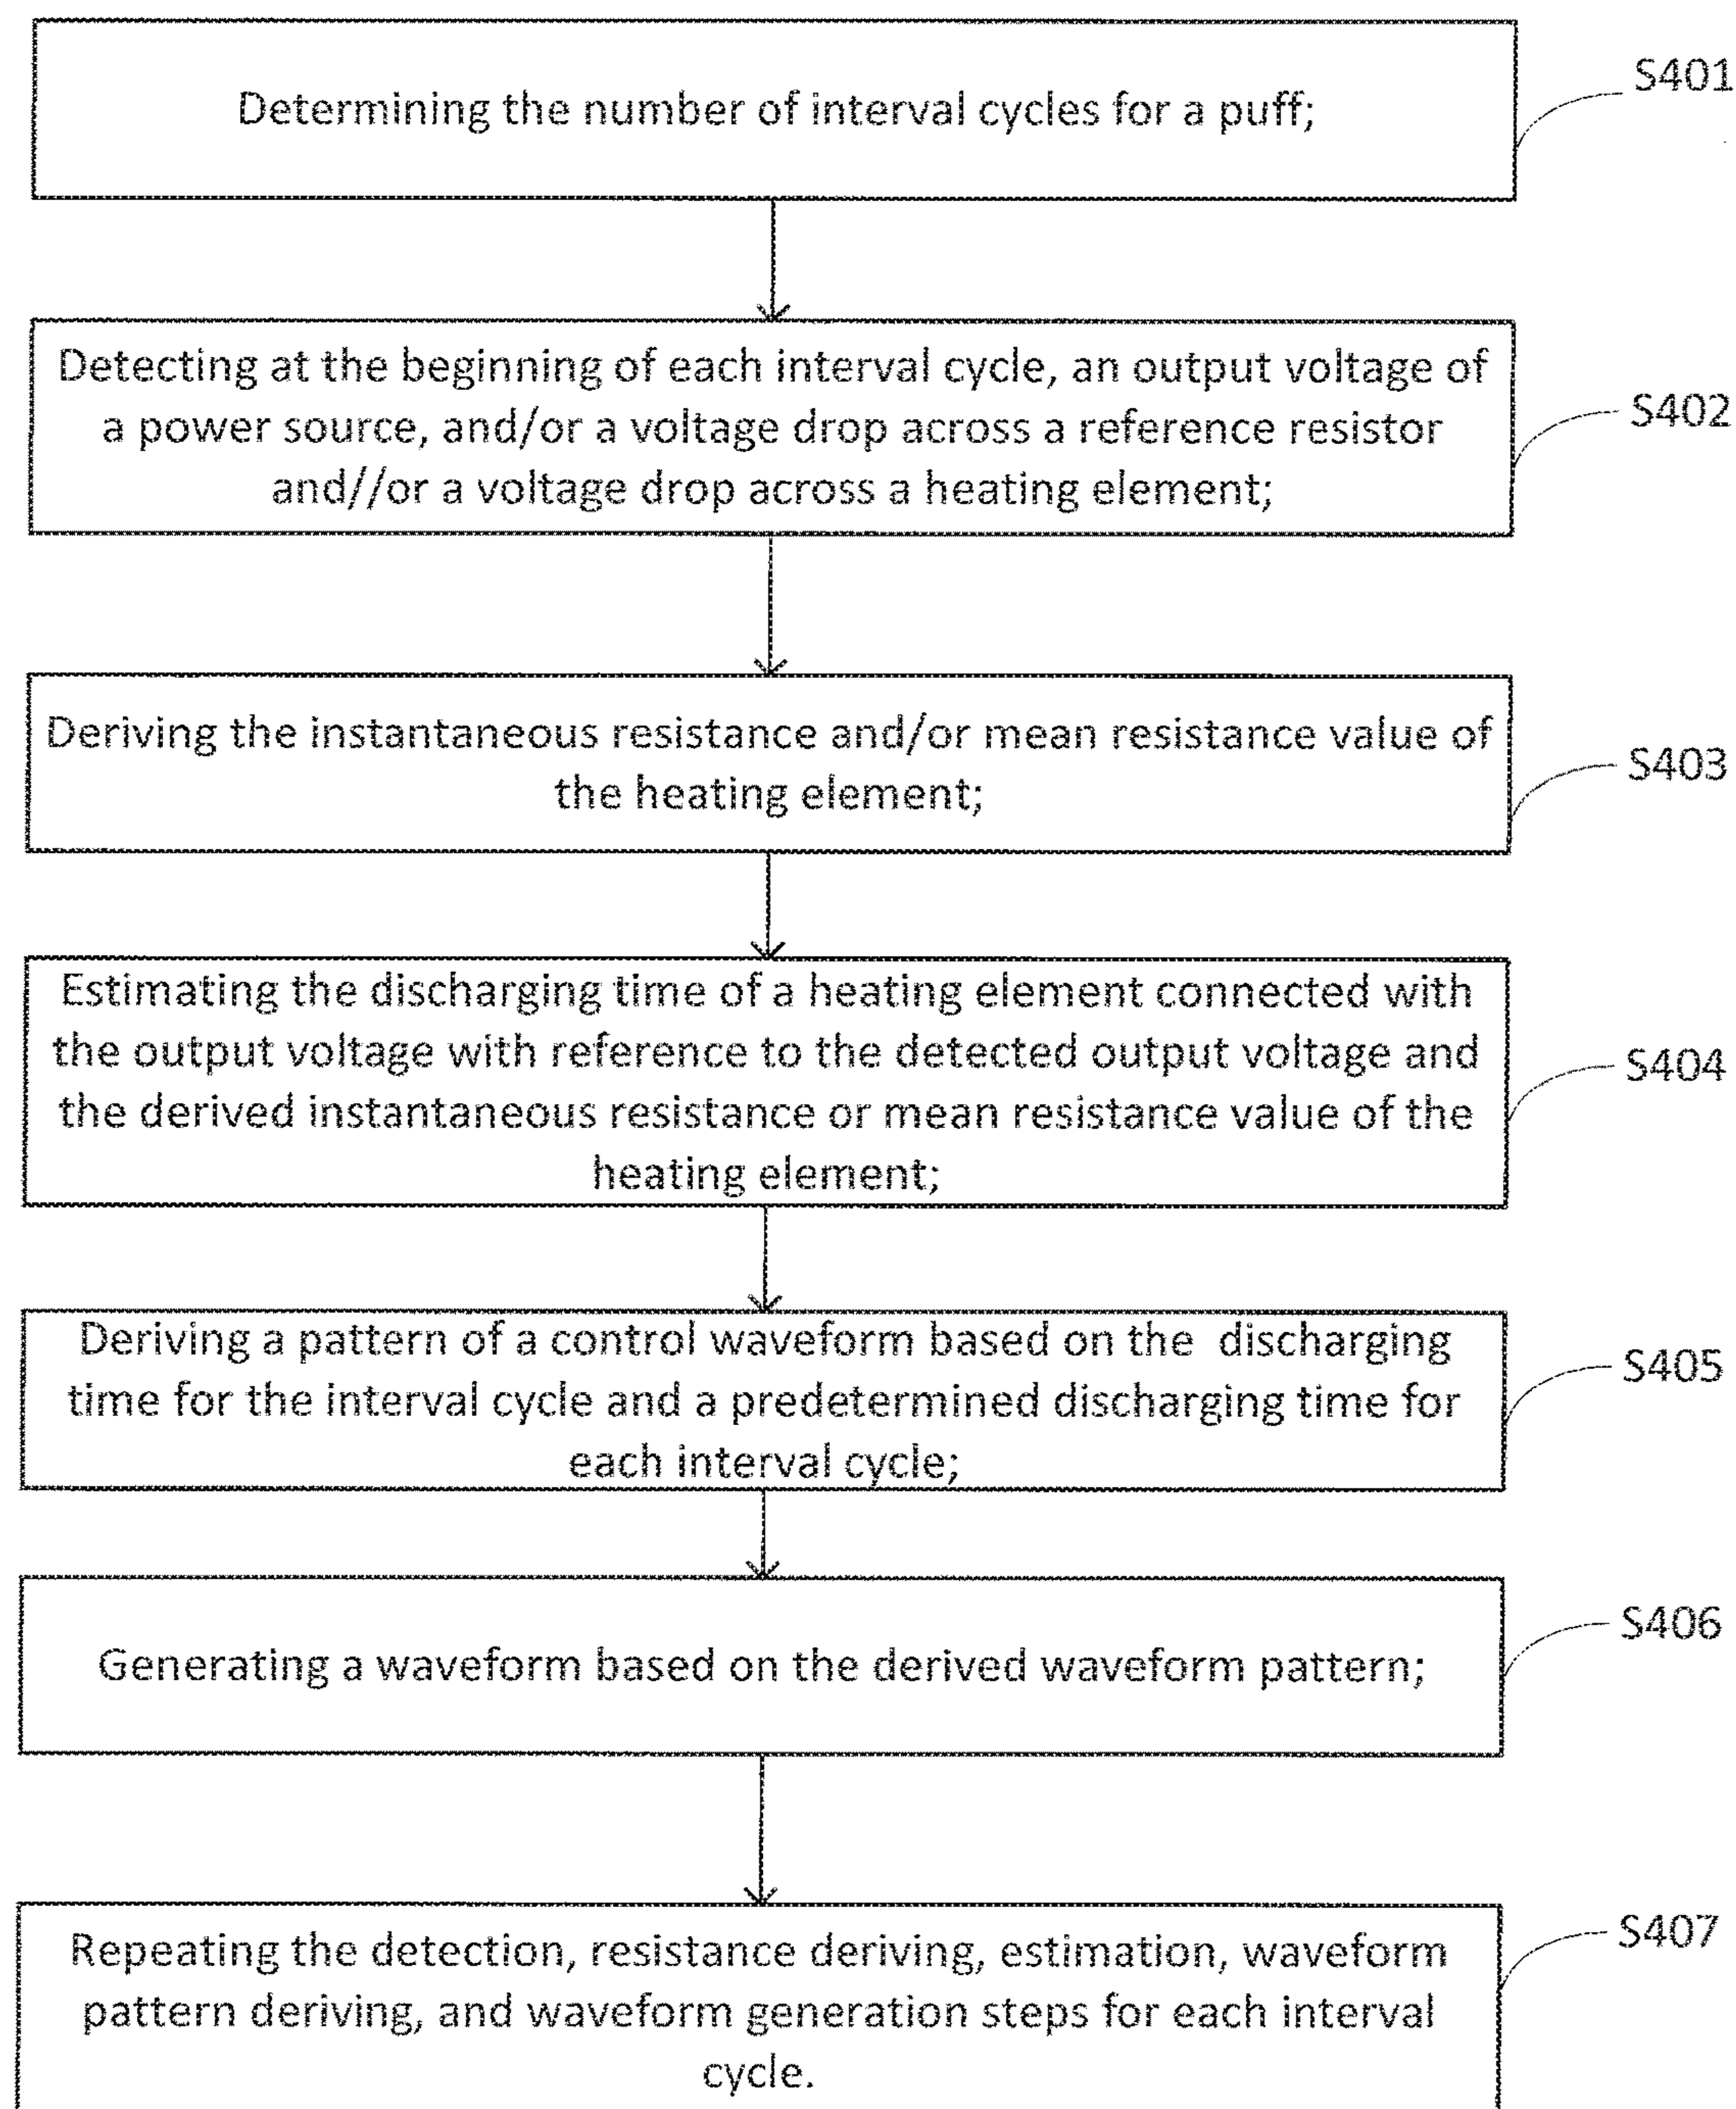 Determining the number of interval cycles for a puff;
S401
Detecting at the beginning of each interval cycle, an output voltage of
a power source, and/or a voltage drop across a reference resistor
and//or a voltage drop across a heating element;
S402
Deriving the instantaneous resistance and/or mean resistance value of
the heating element;
S403
Estimating the discharging time of a heating element connected with
the output voltage with reference to the detected output voltage and
the derived instantaneous resistance or mean resistance value of the
heating element;
S404
Deriving a pattern of a control waveform based on the discharging
time for the interval cycle and a predetermined discharging time for
each interval cycle;
S405
Generating a waveform based on the derived waveform pattern;
S406
Repeating the detection, resistance deriving, estimation, waveform
pattern deriving, and waveform generation steps for each interval
cycle.
S407